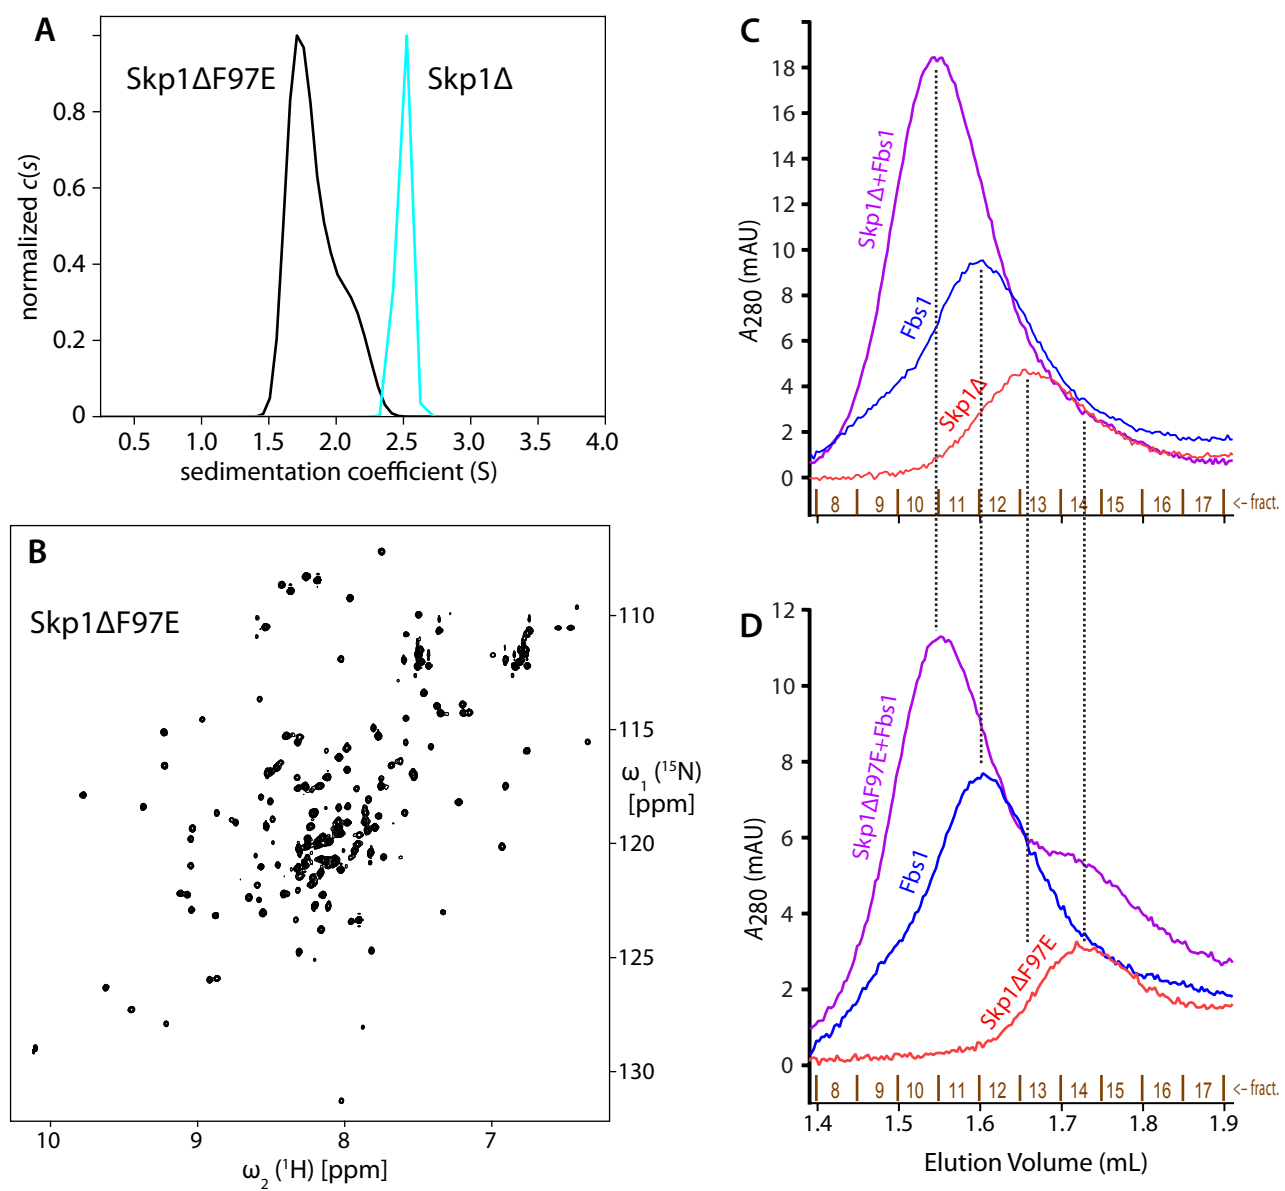 A
Skp1ΔF97E
Skp1Δ
normalized c(s)
0.8
0.6
0.4
0.2
0
0.5 1.0 1.5 2.0 2.5 3.0 3.5 4.0
sedimentation coefficient (S)
B
Skp1ΔF97E
110
115
ω1 (15N)
[ppm]
120
125
130
10 9 8 7
ω2 (1H) [ppm]
C
18
16
14
12
10
8
6
4
2
0
A280 (mAU)
Skp1Δ+Fbs1
Fbs1
Skp1Δ
8 9 10 11 12 13 14 15 16 17 <– fract.
D
12
10
8
6
4
2
0
A280 (mAU)
Skp1ΔF97E+Fbs1
Fbs1
Skp1ΔF97E
8 9 10 11 12 13 14 15 16 17 <– fract.
1.4 1.5 1.6 1.7 1.8 1.9
Elution Volume (mL)